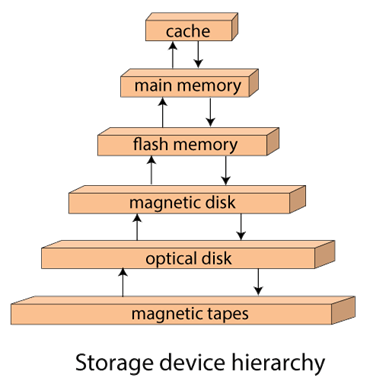 cache
main memory
flash memory
magnetic disk
optical disk
magnetic tapes
Storage device hierarchy